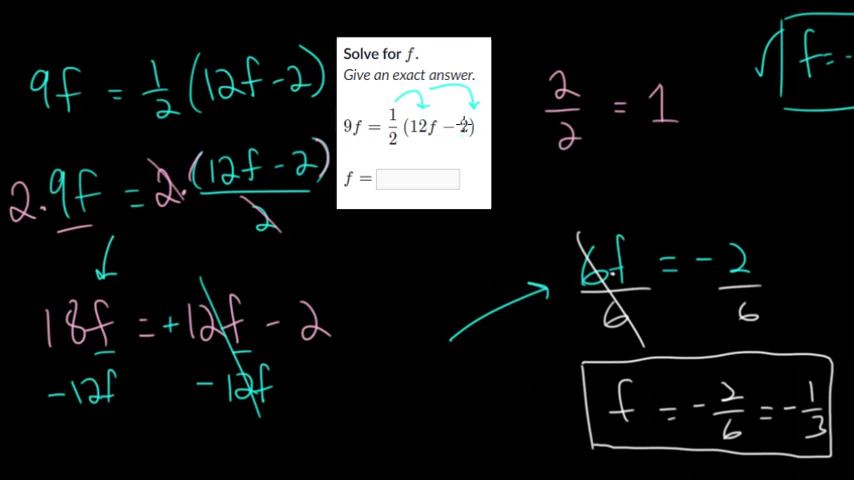 9f = 1/2 (12f - 2)
2 · 9f = 2 · (12f - 2)/2
18f = +12f - 2
-12f -12f
Solve for f.
Give an exact answer.
9f = 1/2 (12f − 2)
f =
2/2 = 1
√ f = -
6f/6 = -2/6
f = -2/6 = -1/3